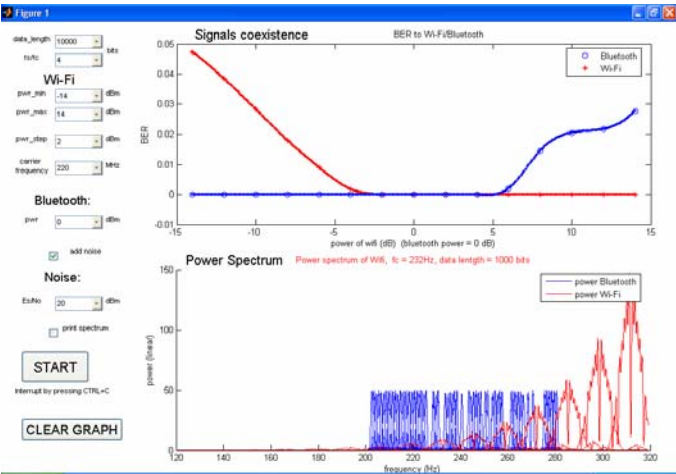 Figure 1
data_length 10000 bits
ts/tc 4
Wi-Fi
pwr_min -14 dBm
pwr_max 14 dBm
pwr_step 2 dBm
carrier frequency 220 MHz
Bluetooth:
pwr 0 dBm
add noise
Noise:
Es/No 20 dBm
print spectrum
START
Interrupt by pressing CTRL+C
CLEAR GRAPH
Signals coexistence
BER to Wi-Fi/Bluetooth
Bluetooth
Wi-Fi
BER
0.05
0.04
0.03
0.02
0.01
0
-0.01
-15 -10 -5 0 5 10 15
power of wifi (dB) (bluetooth power = 0 dB)
Power Spectrum
Power spectrum of Wifi, fc = 232Hz, data lentgth = 1000 bits
power Bluetooth
power Wi-Fi
power (linear)
150
100
50
0
120 140 160 180 200 220 240 260 280 300 320
frequency (Hz)